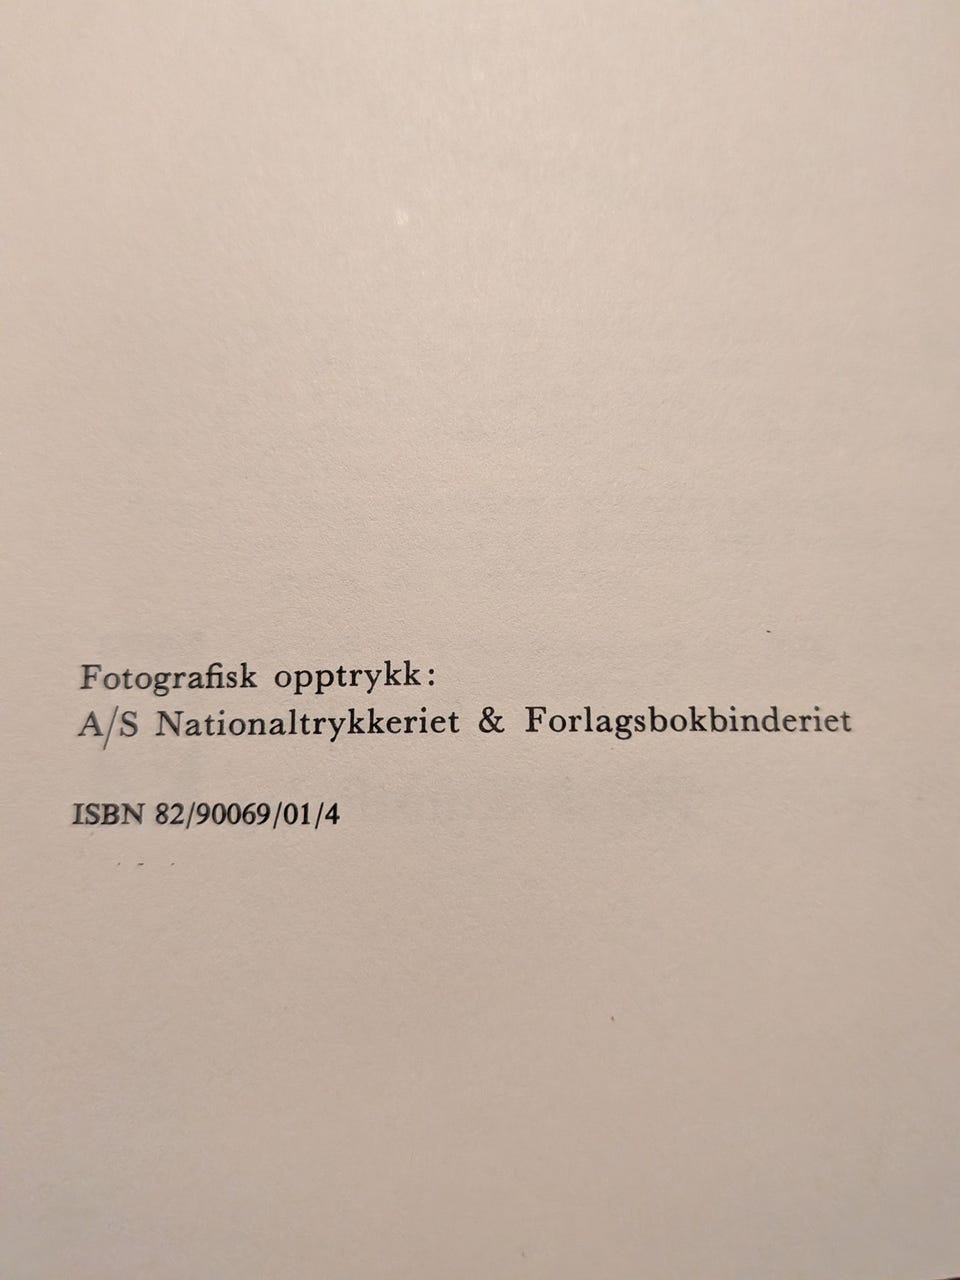 Fotografisk opptrykk:
A/S Nationaltrykkeriet & Forlagsbokbinderiet
ISBN 82/90069/01/4